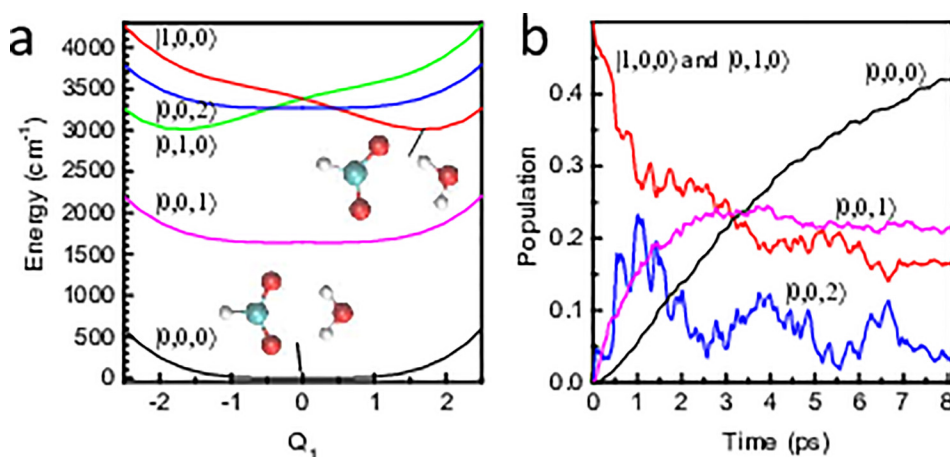 a
4000
3500
3000
2500
2000
1500
1000
500
0
Energy (cm-1)
|1,0,0⟩
|0,0,2⟩
|0,1,0⟩
|0,0,1⟩
|0,0,0⟩
-2 -1 0 1 2
Q1
b
0.4
0.3
0.2
0.1
0.0
Population
|1,0,0⟩ and |0,1,0⟩
|0,0,0⟩
|0,0,1⟩
|0,0,2⟩
0 1 2 3 4 5 6 7 8
Time (ps)